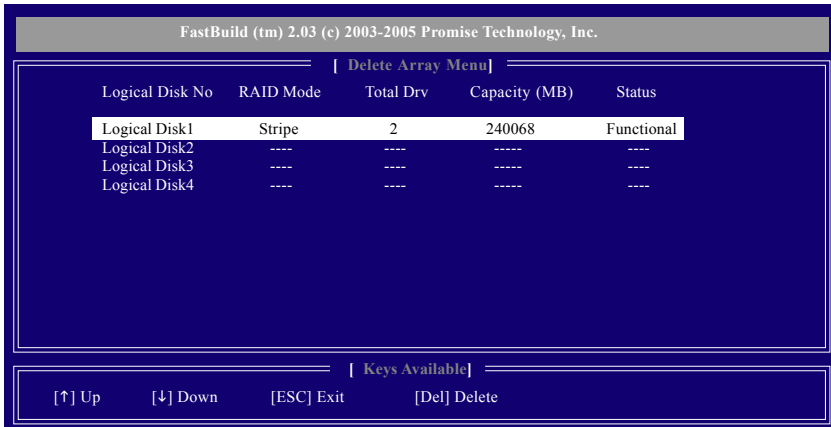 FastBuild (tm) 2.03 (c) 2003-2005 Promise Technology, Inc.
[ Delete Array Menu]
Logical Disk No RAID Mode Total Drv Capacity (MB) Status
Logical Disk1 Stripe 2 240068 Functional
Logical Disk2 ---- ---- ----- ----
Logical Disk3 ---- ---- ----- ----
Logical Disk4 ---- ---- ----- ----
[ Keys Available]
[↑] Up [↓] Down [ESC] Exit [Del] Delete